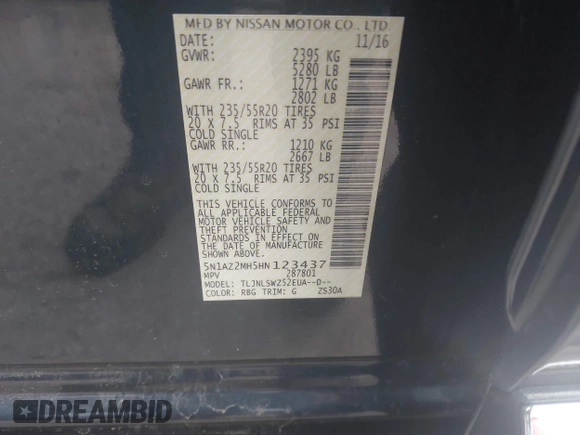 MFD BY NISSAN MOTOR CO., LTD.
DATE: 11/16
GVWR: 2395 KG
5280 LB
GAWR FR.: 1271 KG
2802 LB
WITH 235/55R20 TIRES
20 X 7.5 RIMS AT 35 PSI
COLD SINGLE
GAWR RR.: 1210 KG
2667 LB
WITH 235/55R20 TIRES
20 X 7.5 RIMS AT 35 PSI
COLD SINGLE
THIS VEHICLE CONFORMS TO
ALL APPLICABLE FEDERAL
MOTOR VEHICLE SAFETY AND
THEFT PREVENTION
STANDARDS IN EFFECT ON
THE DATE OF MANUFACTURE
SHOWN ABOVE.
5N1AZ2MH5HN 123437
MPV 287801
MODEL: TLJNLSWZ52EUA--D--
COLOR: RBG TRIM: G ZS30A
DREAMBID